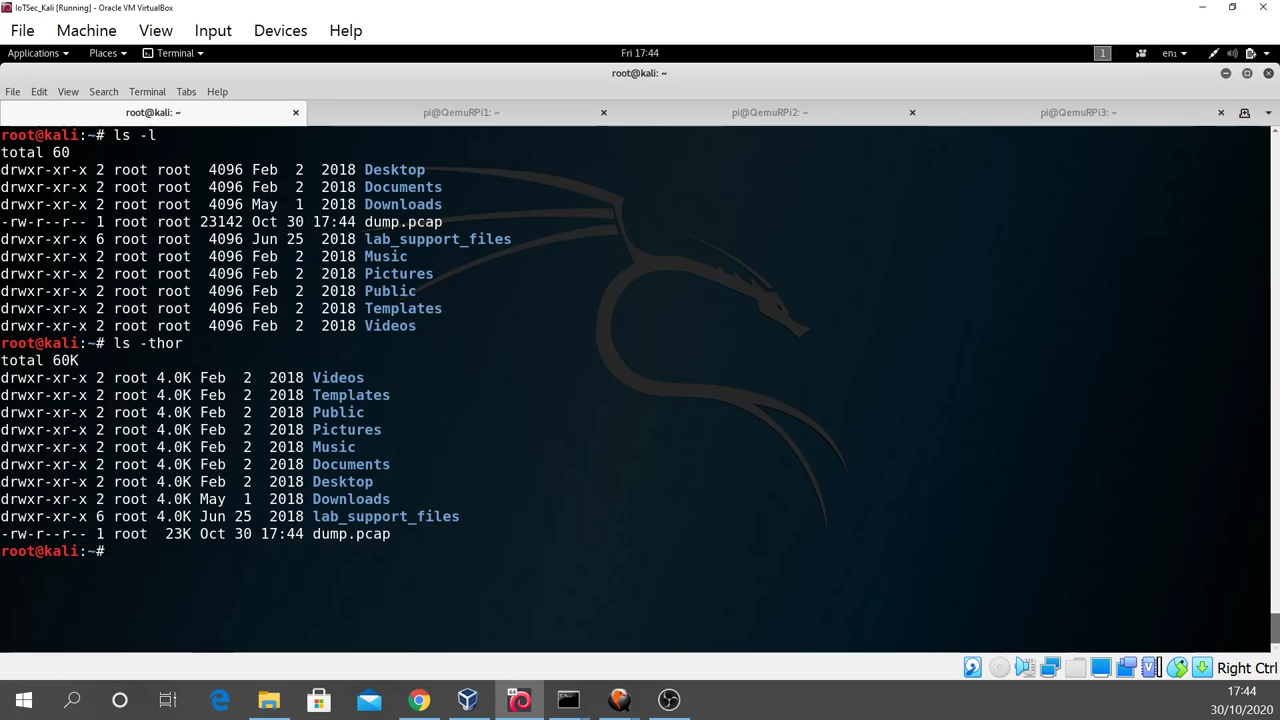 IoTSec_Kali [Running] - Oracle VM VirtualBox
File Machine View Input Devices Help
Applications Places Terminal Fri 17:44 1 en1
root@kali: ~
File Edit View Search Terminal Tabs Help
root@kali: ~ pi@QemuRPi1: ~ pi@QemuRPi2: ~ pi@QemuRPi3: ~
root@kali:~# ls -l
total 60
drwxr-xr-x 2 root root  4096 Feb  2  2018 Desktop
drwxr-xr-x 2 root root  4096 Feb  2  2018 Documents
drwxr-xr-x 2 root root  4096 May  1  2018 Downloads
-rw-r--r-- 1 root root 23142 Oct 30 17:44 dump.pcap
drwxr-xr-x 6 root root  4096 Jun 25  2018 lab_support_files
drwxr-xr-x 2 root root  4096 Feb  2  2018 Music
drwxr-xr-x 2 root root  4096 Feb  2  2018 Pictures
drwxr-xr-x 2 root root  4096 Feb  2  2018 Public
drwxr-xr-x 2 root root  4096 Feb  2  2018 Templates
drwxr-xr-x 2 root root  4096 Feb  2  2018 Videos
root@kali:~# ls -thor
total 60K
drwxr-xr-x 2 root 4.0K Feb  2  2018 Videos
drwxr-xr-x 2 root 4.0K Feb  2  2018 Templates
drwxr-xr-x 2 root 4.0K Feb  2  2018 Public
drwxr-xr-x 2 root 4.0K Feb  2  2018 Pictures
drwxr-xr-x 2 root 4.0K Feb  2  2018 Music
drwxr-xr-x 2 root 4.0K Feb  2  2018 Documents
drwxr-xr-x 2 root 4.0K Feb  2  2018 Desktop
drwxr-xr-x 2 root 4.0K May  1  2018 Downloads
drwxr-xr-x 6 root 4.0K Jun 25  2018 lab_support_files
-rw-r--r-- 1 root  23K Oct 30 17:44 dump.pcap
root@kali:~#
Right Ctrl
17:44
30/10/2020